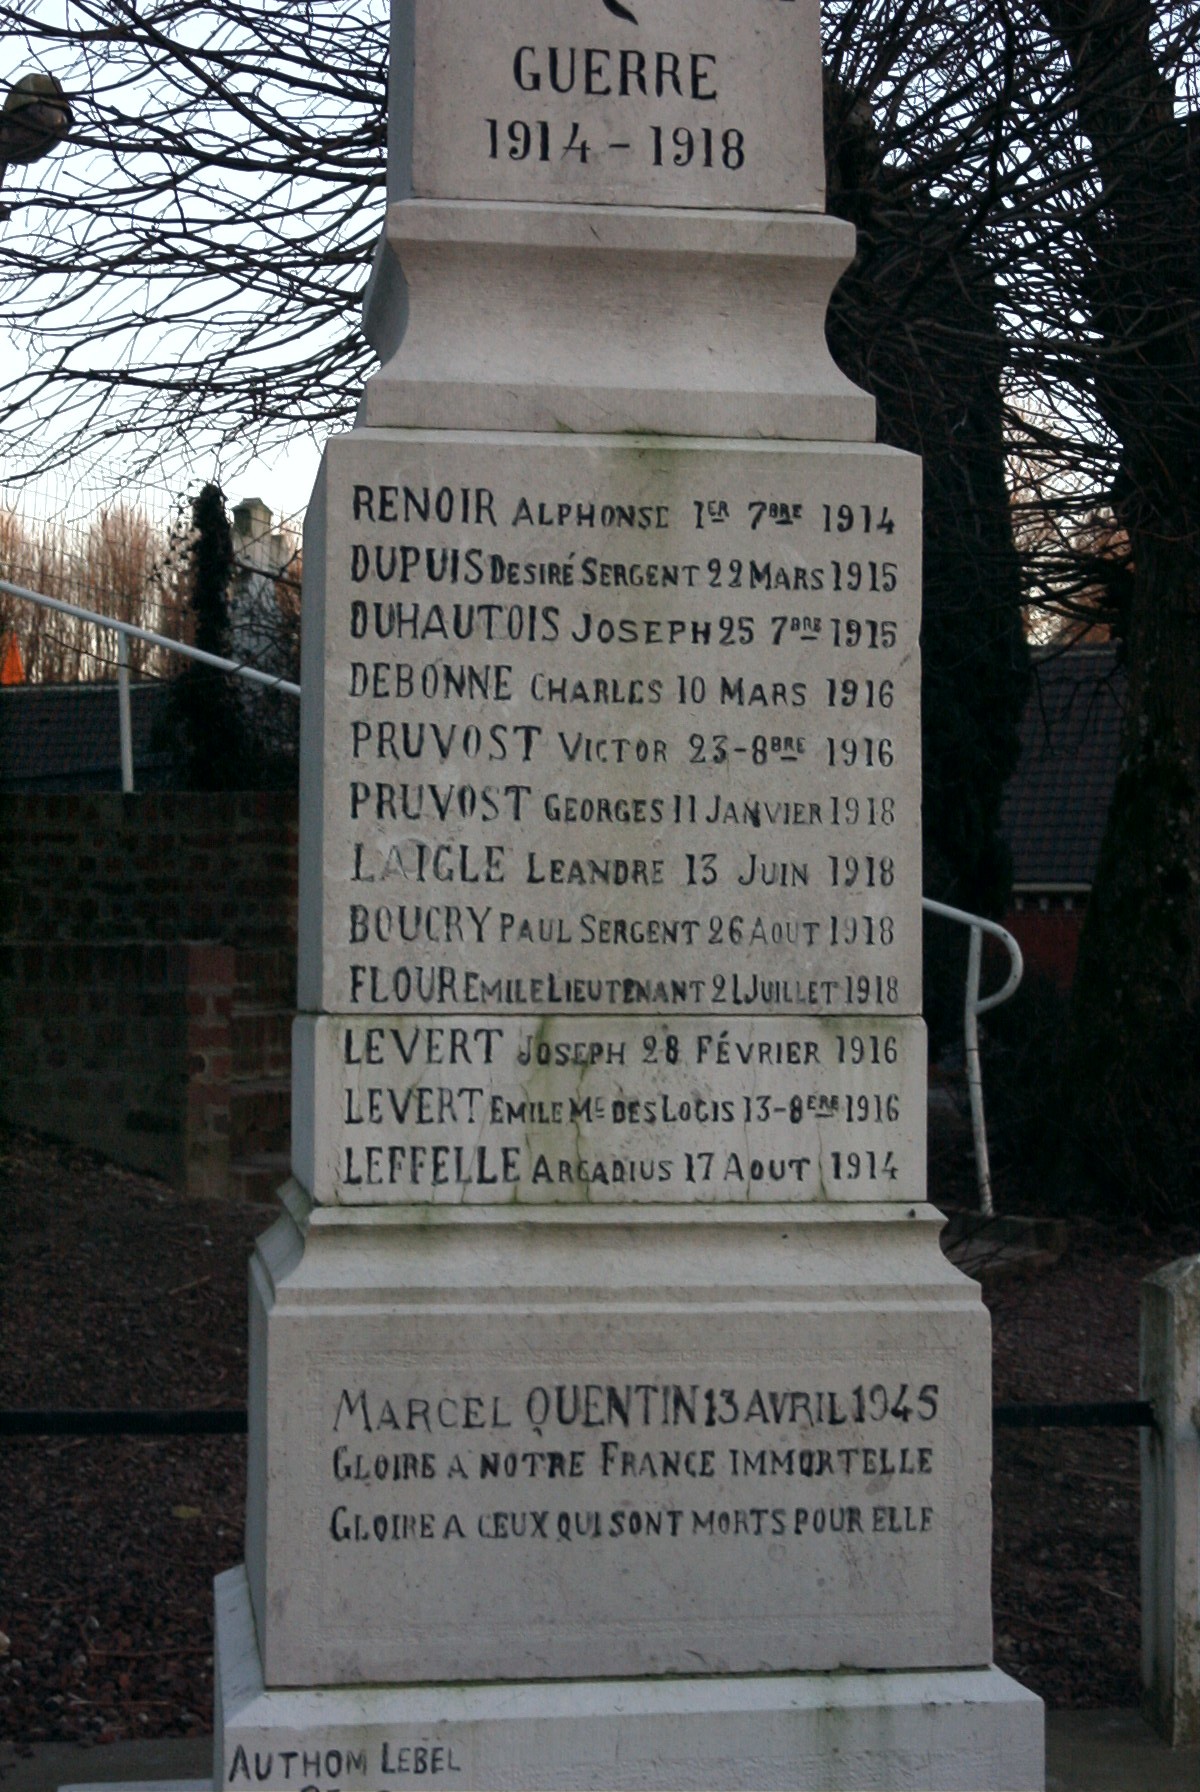 GUERRE
1914 - 1918
RENOIR ALPHONSE 1ER 7BRE 1914
DUPUIS DESIRÉ SERGENT 22 MARS 1915
DUHAUTOIS JOSEPH 25 7BRE 1915
DEBONNE CHARLES 10 MARS 1916
PRUVOST VICTOR 23-8BRE 1916
PRUVOST GEORGES 11 JANVIER 1918
LAIGLE LEANDRE 13 JUIN 1918
BOUCRY PAUL SERGENT 26 AOUT 1918
FLOUR EMILE LIEUTENANT 21 JUILLET 1918
LEVERT JOSEPH 28 FÉVRIER 1916
LEVERT EMILE MC DES LOGIS 13-8ERE 1916
LEFFELLE ARCADIUS 17 AOUT 1914
MARCEL QUENTIN 13 AVRIL 1945
GLOIRE A NOTRE FRANCE IMMORTELLE
GLOIRE A CEUX QUI SONT MORTS POUR ELLE
AUTHOM LEBEL